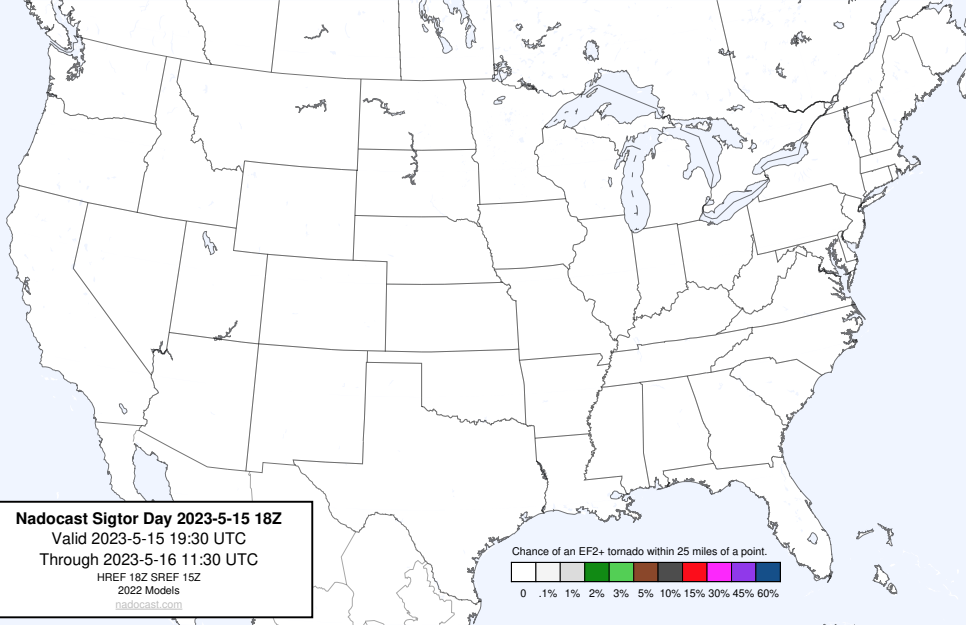 Nadocast Sigtor Day 2023-5-15 18Z
Valid 2023-5-15 19:30 UTC
Through 2023-5-16 11:30 UTC
HREF 18Z SREF 15Z
2022 Models
nadocast.com
Chance of an EF2+ tornado within 25 miles of a point.
0 .1% 1% 2% 3% 5% 10% 15% 30% 45% 60%